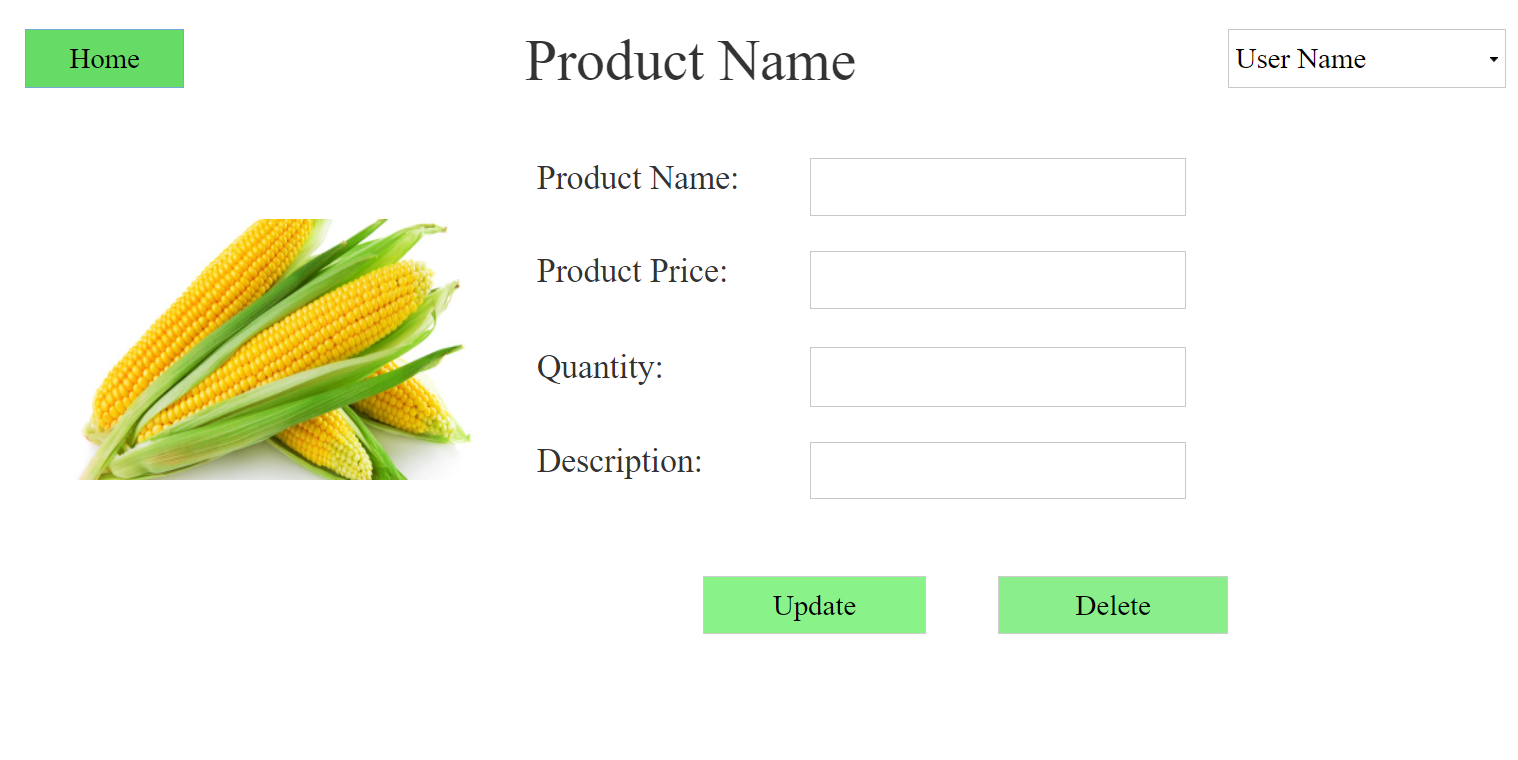 Home
Product Name
User Name
Product Name:
Product Price:
Quantity:
Description:
Update
Delete